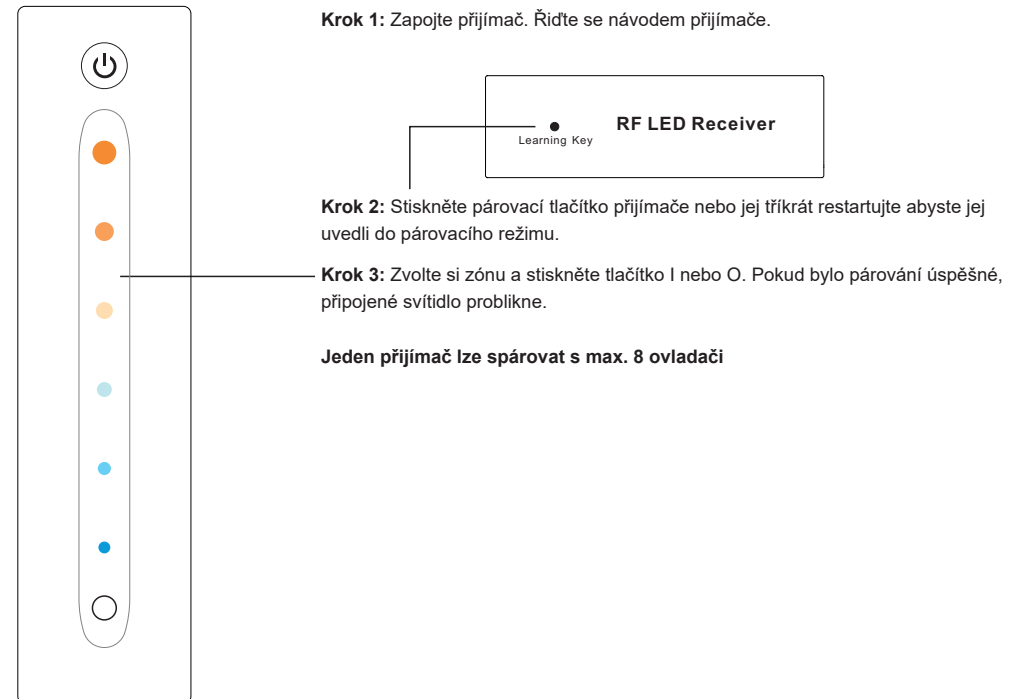 Krok 1: Zapojte přijímač. Řiďte se návodem přijímače.
RF LED Receiver
Learning Key
Krok 2: Stiskněte párovací tlačítko přijímače nebo jej tříkrát restartujte abyste jej
uvedli do párovacího režimu.
Krok 3: Zvolte si zónu a stiskněte tlačítko I nebo O. Pokud bylo párování úspěšné,
připojené svítidlo problikne.
Jeden přijímač lze spárovat s max. 8 ovladači